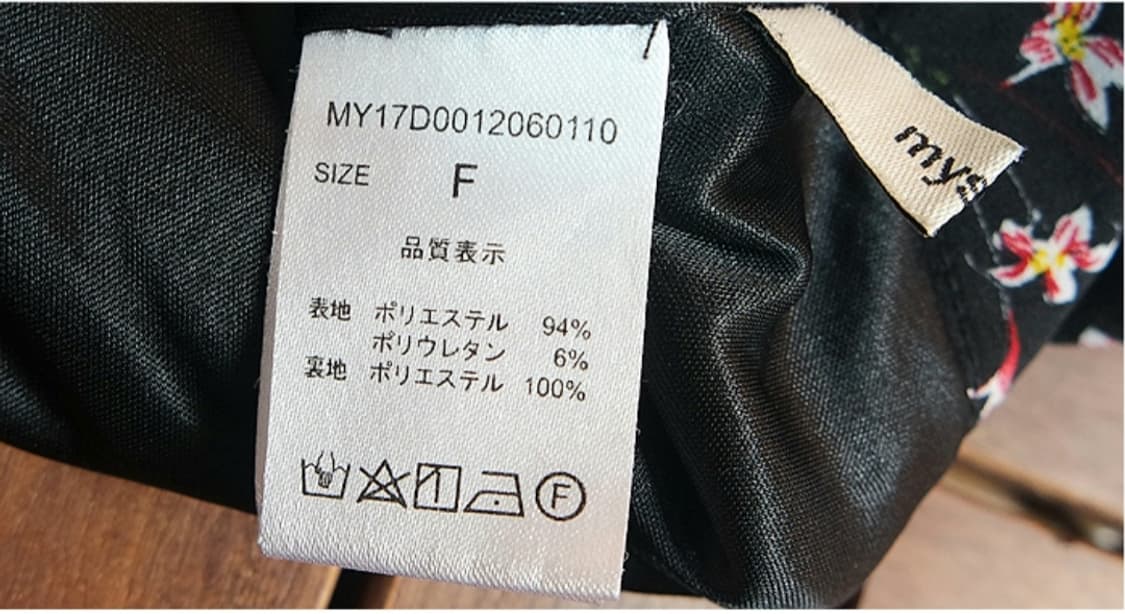 MY17D0012060110
SIZE F
品質表示
表地 ポリエステル 94%
ポリウレタン 6%
裏地 ポリエステル 100%
F